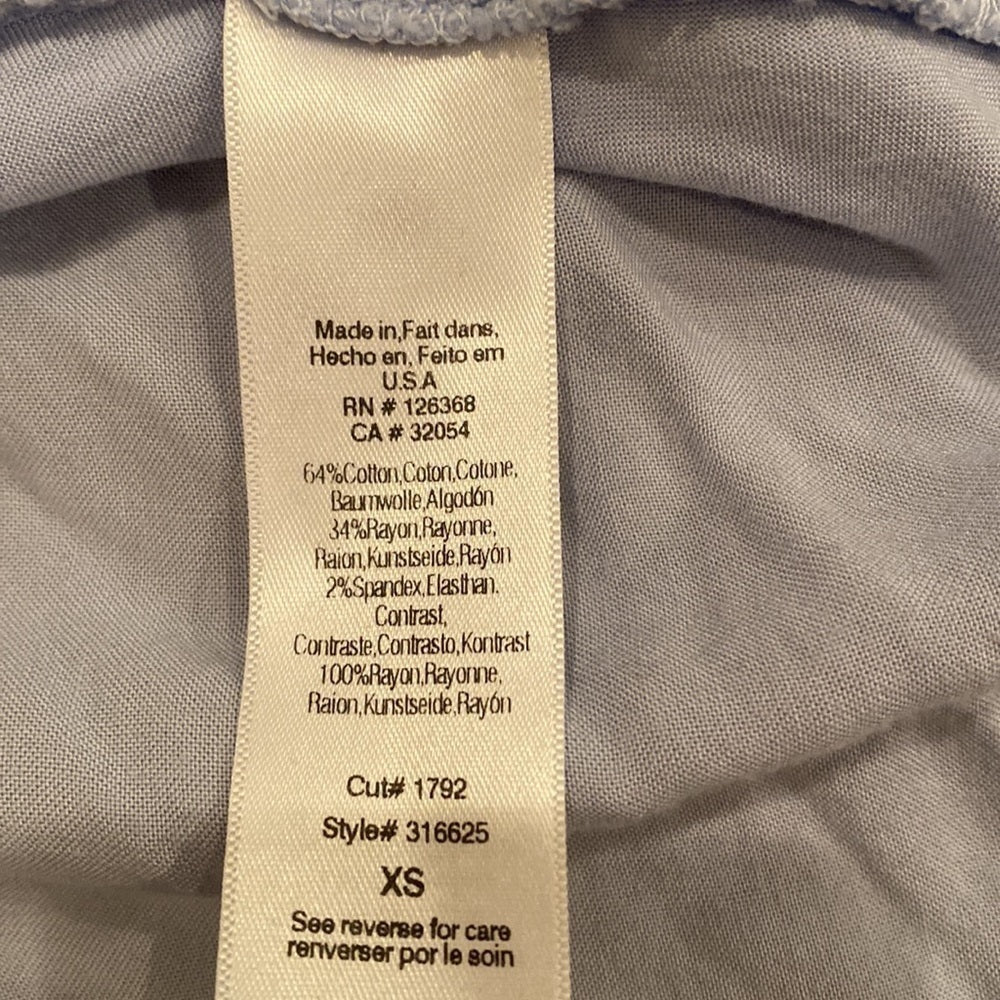 Made in,Fait dans,
Hecho en, Feito em
U.S.A
RN # 126368
CA # 32054
64%Cotton,Coton,Cotone,
Baumwolle,Algodón
34%Rayon,Rayonne,
Raion,Kunstseide,Rayón
2%Spandex,Elasthan.
Contrast,
Contraste,Contrasto,Kontrast
100%Rayon,Rayonne,
Raion,Kunstseide,Rayón
Cut# 1792
Style# 316625
XS
See reverse for care
renverser por le soin